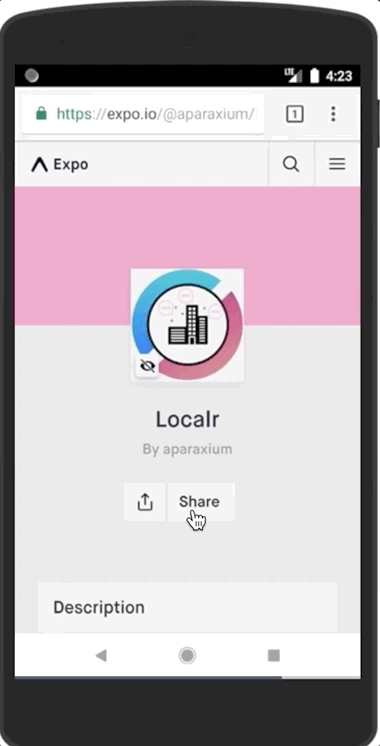 LTE 4:23
https://expo.io/@aparaxium/
1
Expo
Localr
By aparaxium
Share
Description